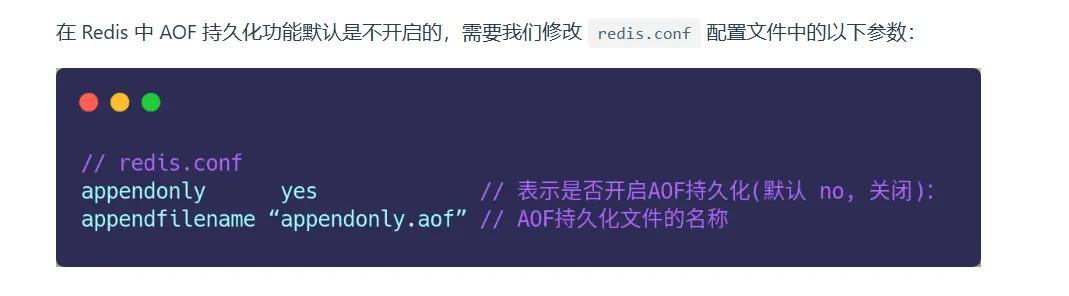 在 Redis 中 AOF 持久化功能默认是不开启的，需要我们修改 redis.conf 配置文件中的以下参数：
// redis.conf
appendonly      yes             // 表示是否开启AOF持久化(默认 no, 关闭):
appendfilename “appendonly.aof” // AOF持久化文件的名称